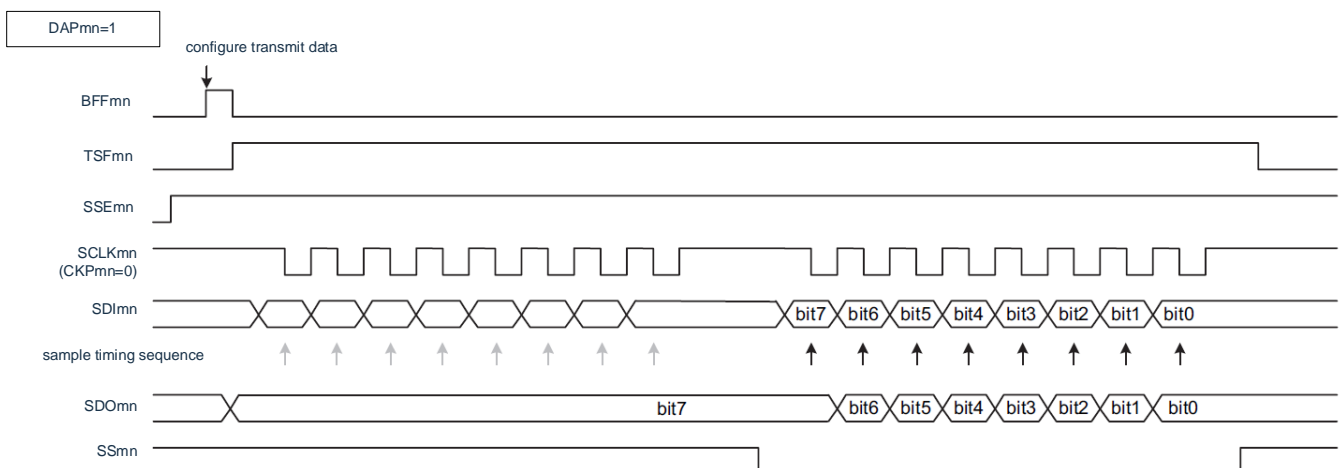 DAPmn=1
configure transmit data
BFFmn
TSFmn
SSEmn
SCLKmn
(CKPmn=0)
SDImn
bit7 bit6 bit5 bit4 bit3 bit2 bit1 bit0
sample timing sequence
SDOmn
bit7 bit6 bit5 bit4 bit3 bit2 bit1 bit0
SSmn